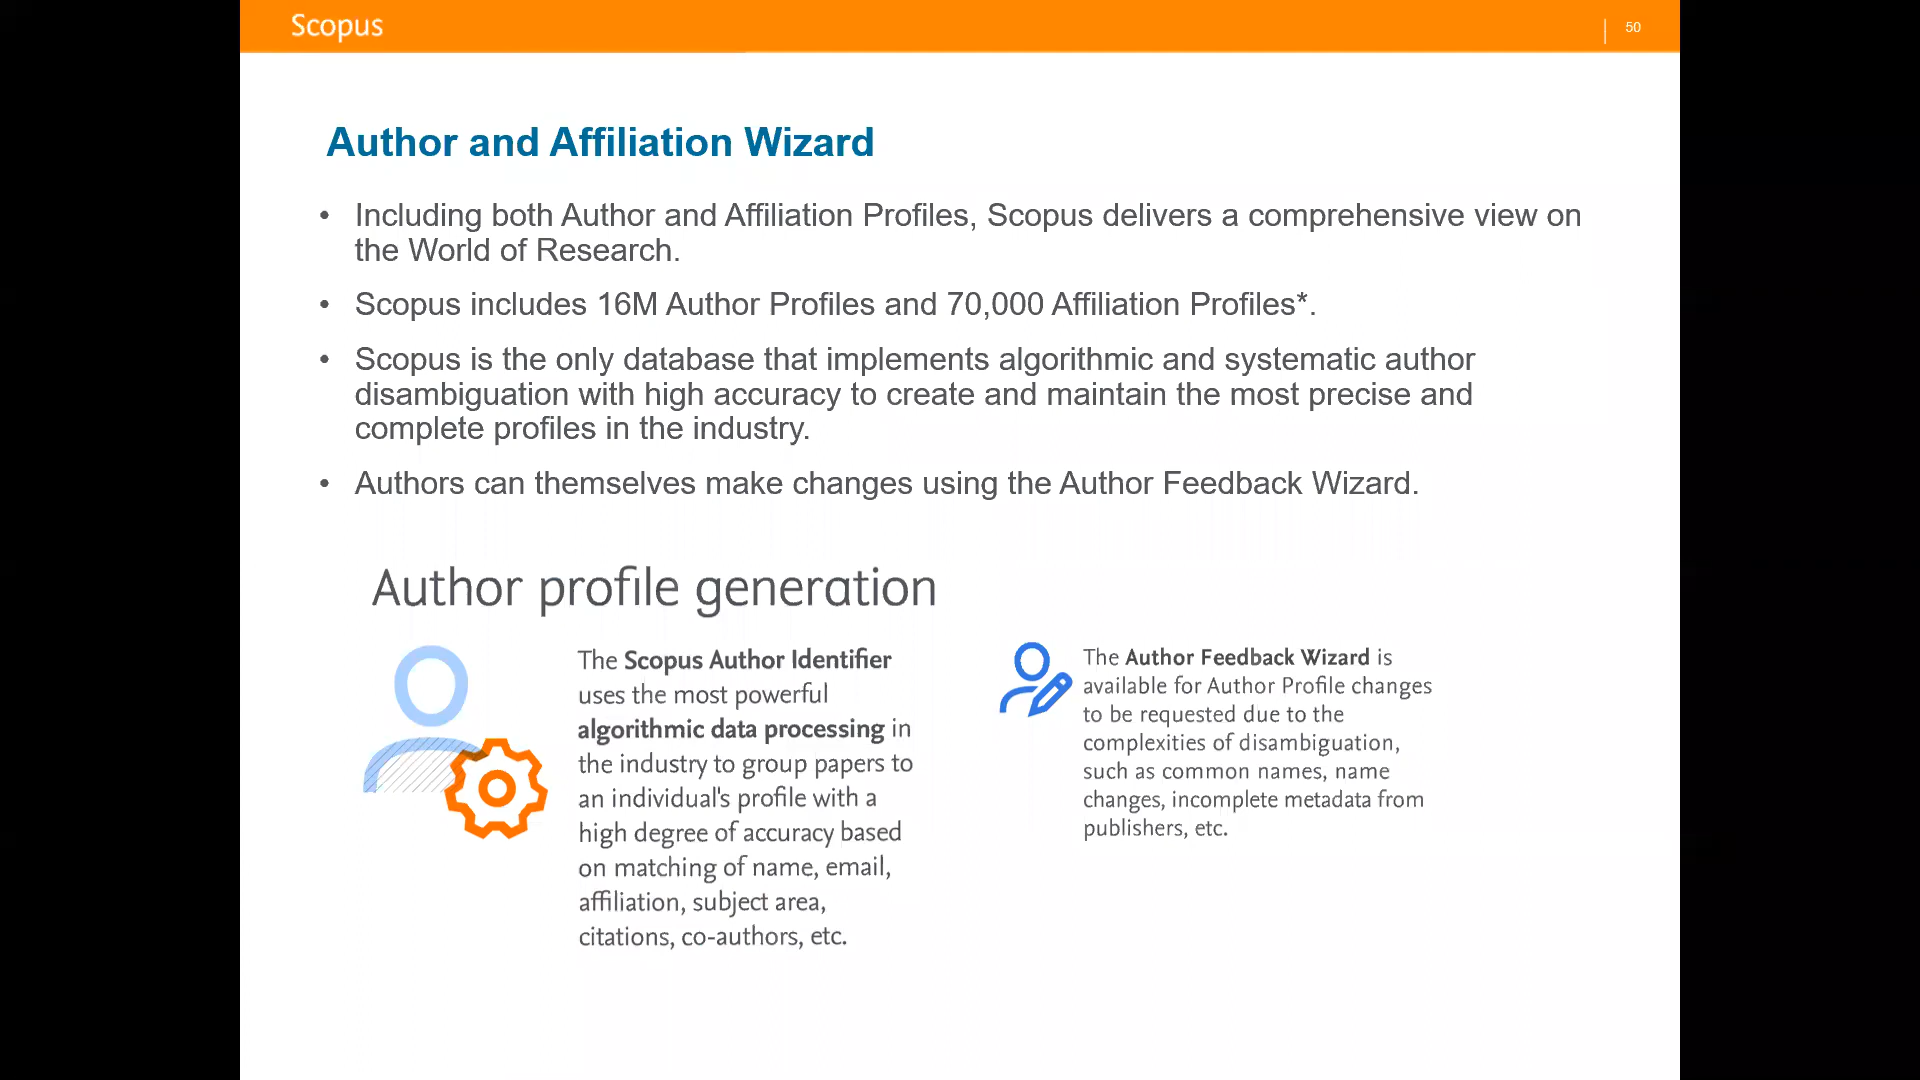 Scopus
50
Author and Affiliation Wizard
• Including both Author and Affiliation Profiles, Scopus delivers a comprehensive view on
the World of Research.
• Scopus includes 16M Author Profiles and 70,000 Affiliation Profiles*.
• Scopus is the only database that implements algorithmic and systematic author
disambiguation with high accuracy to create and maintain the most precise and
complete profiles in the industry.
• Authors can themselves make changes using the Author Feedback Wizard.
Author profile generation
The Scopus Author Identifier
uses the most powerful
algorithmic data processing in
the industry to group papers to
an individual's profile with a
high degree of accuracy based
on matching of name, email,
affiliation, subject area,
citations, co-authors, etc.
The Author Feedback Wizard is
available for Author Profile changes
to be requested due to the
complexities of disambiguation,
such as common names, name
changes, incomplete metadata from
publishers, etc.